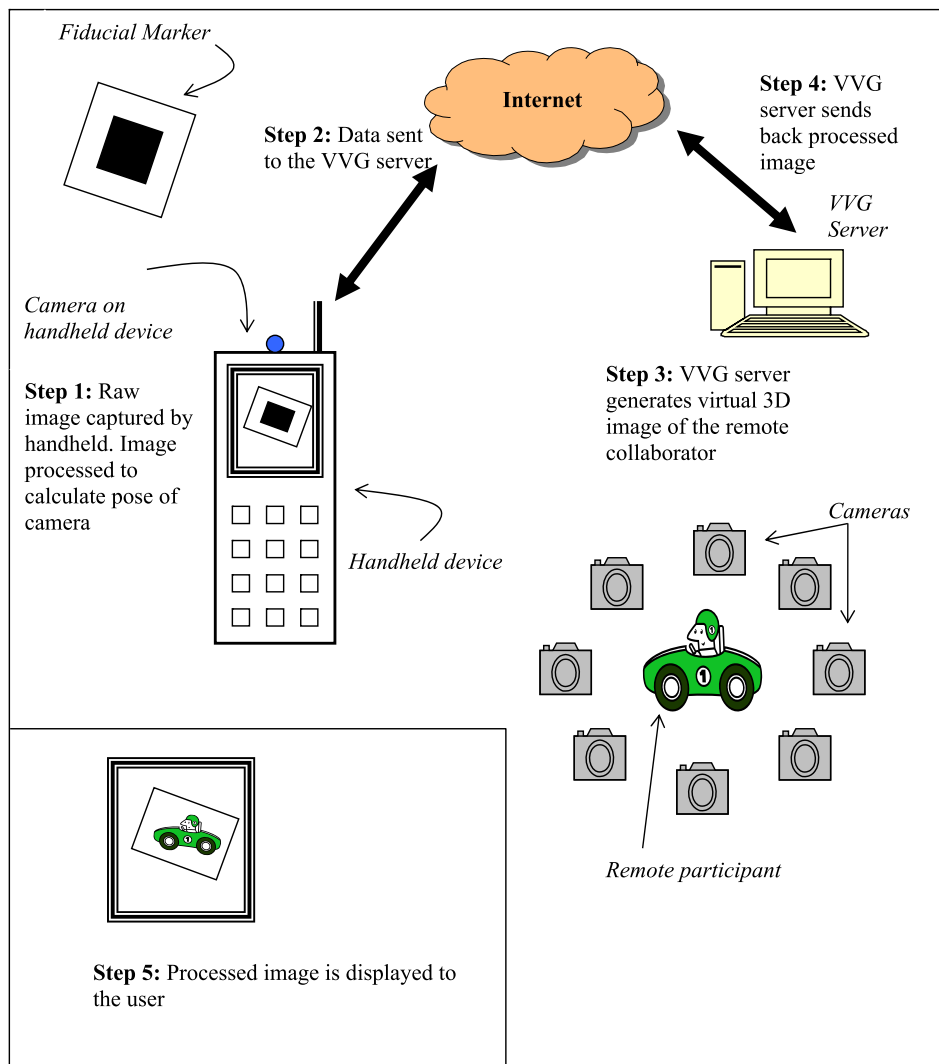 Fiducial Marker
Internet
Step 2: Data sent
to the VVG server
Step 4: VVG
server sends
back processed
image
VVG
Server
Camera on
handheld device
Step 1: Raw
image captured by
handheld. Image
processed to
calculate pose of
camera
Step 3: VVG server
generates virtual 3D
image of the remote
collaborator
Handheld device
Cameras
1
1
Remote participant
1
Step 5: Processed image is displayed to
the user